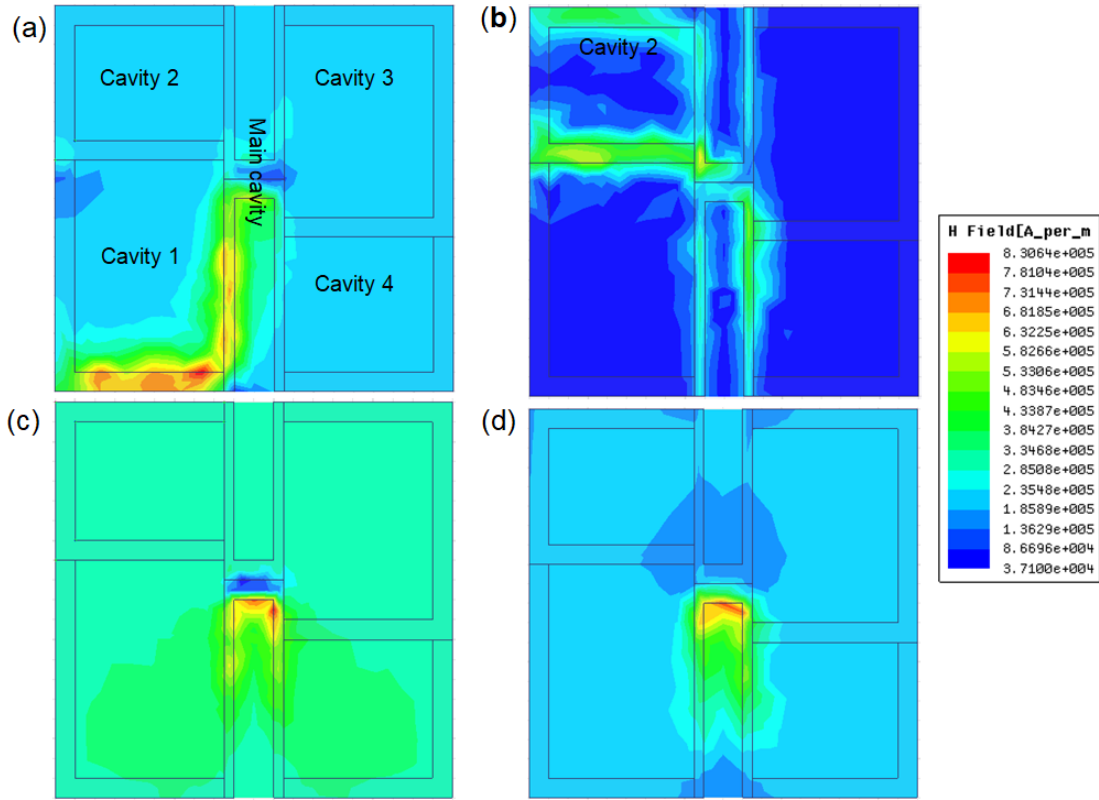 (a)
Cavity 2
Cavity 3
Main cavity
Cavity 1
Cavity 4
(b)
Cavity 2
(c)
(d)
H Field[A_per_m
8.3064e+005
7.8104e+005
7.3144e+005
6.8185e+005
6.3225e+005
5.8266e+005
5.3306e+005
4.8346e+005
4.3387e+005
3.8427e+005
3.3468e+005
2.8508e+005
2.3548e+005
1.8589e+005
1.3629e+005
8.6696e+004
3.7100e+004